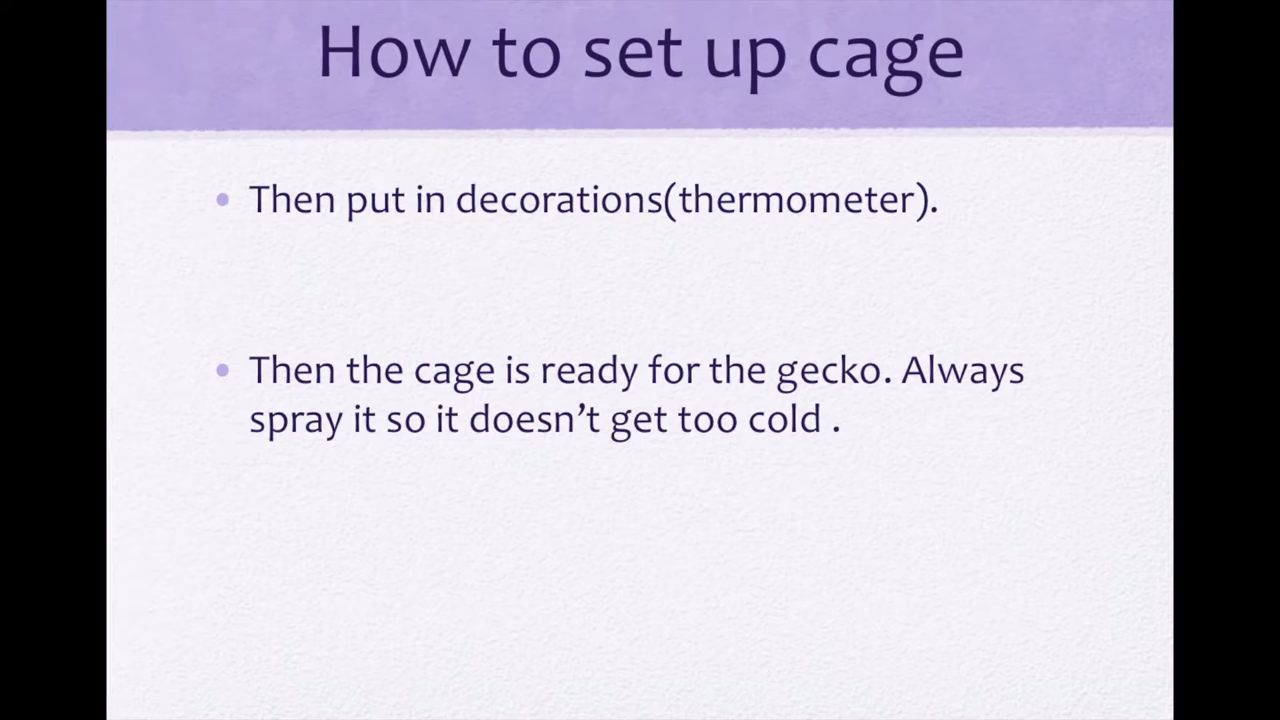 How to set up cage
Then put in decorations(thermometer).
Then the cage is ready for the gecko. Always
spray it so it doesn’t get too cold .